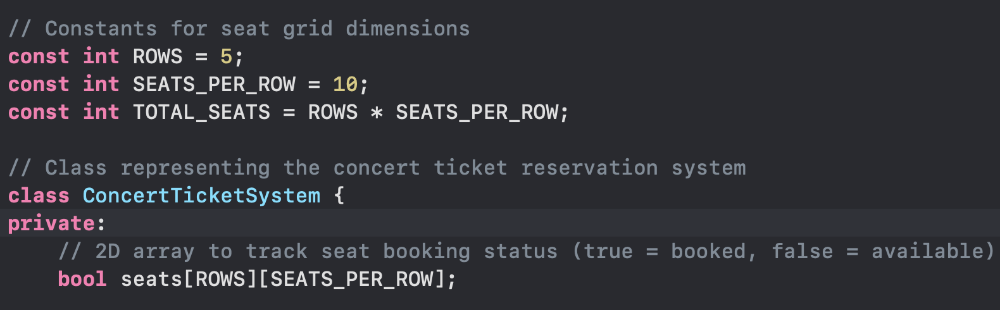 // Constants for seat grid dimensions
const int ROWS = 5;
const int SEATS_PER_ROW = 10;
const int TOTAL_SEATS = ROWS * SEATS_PER_ROW;
// Class representing the concert ticket reservation system
class ConcertTicketSystem {
private:
    // 2D array to track seat booking status (true = booked, false = available)
    bool seats[ROWS][SEATS_PER_ROW];